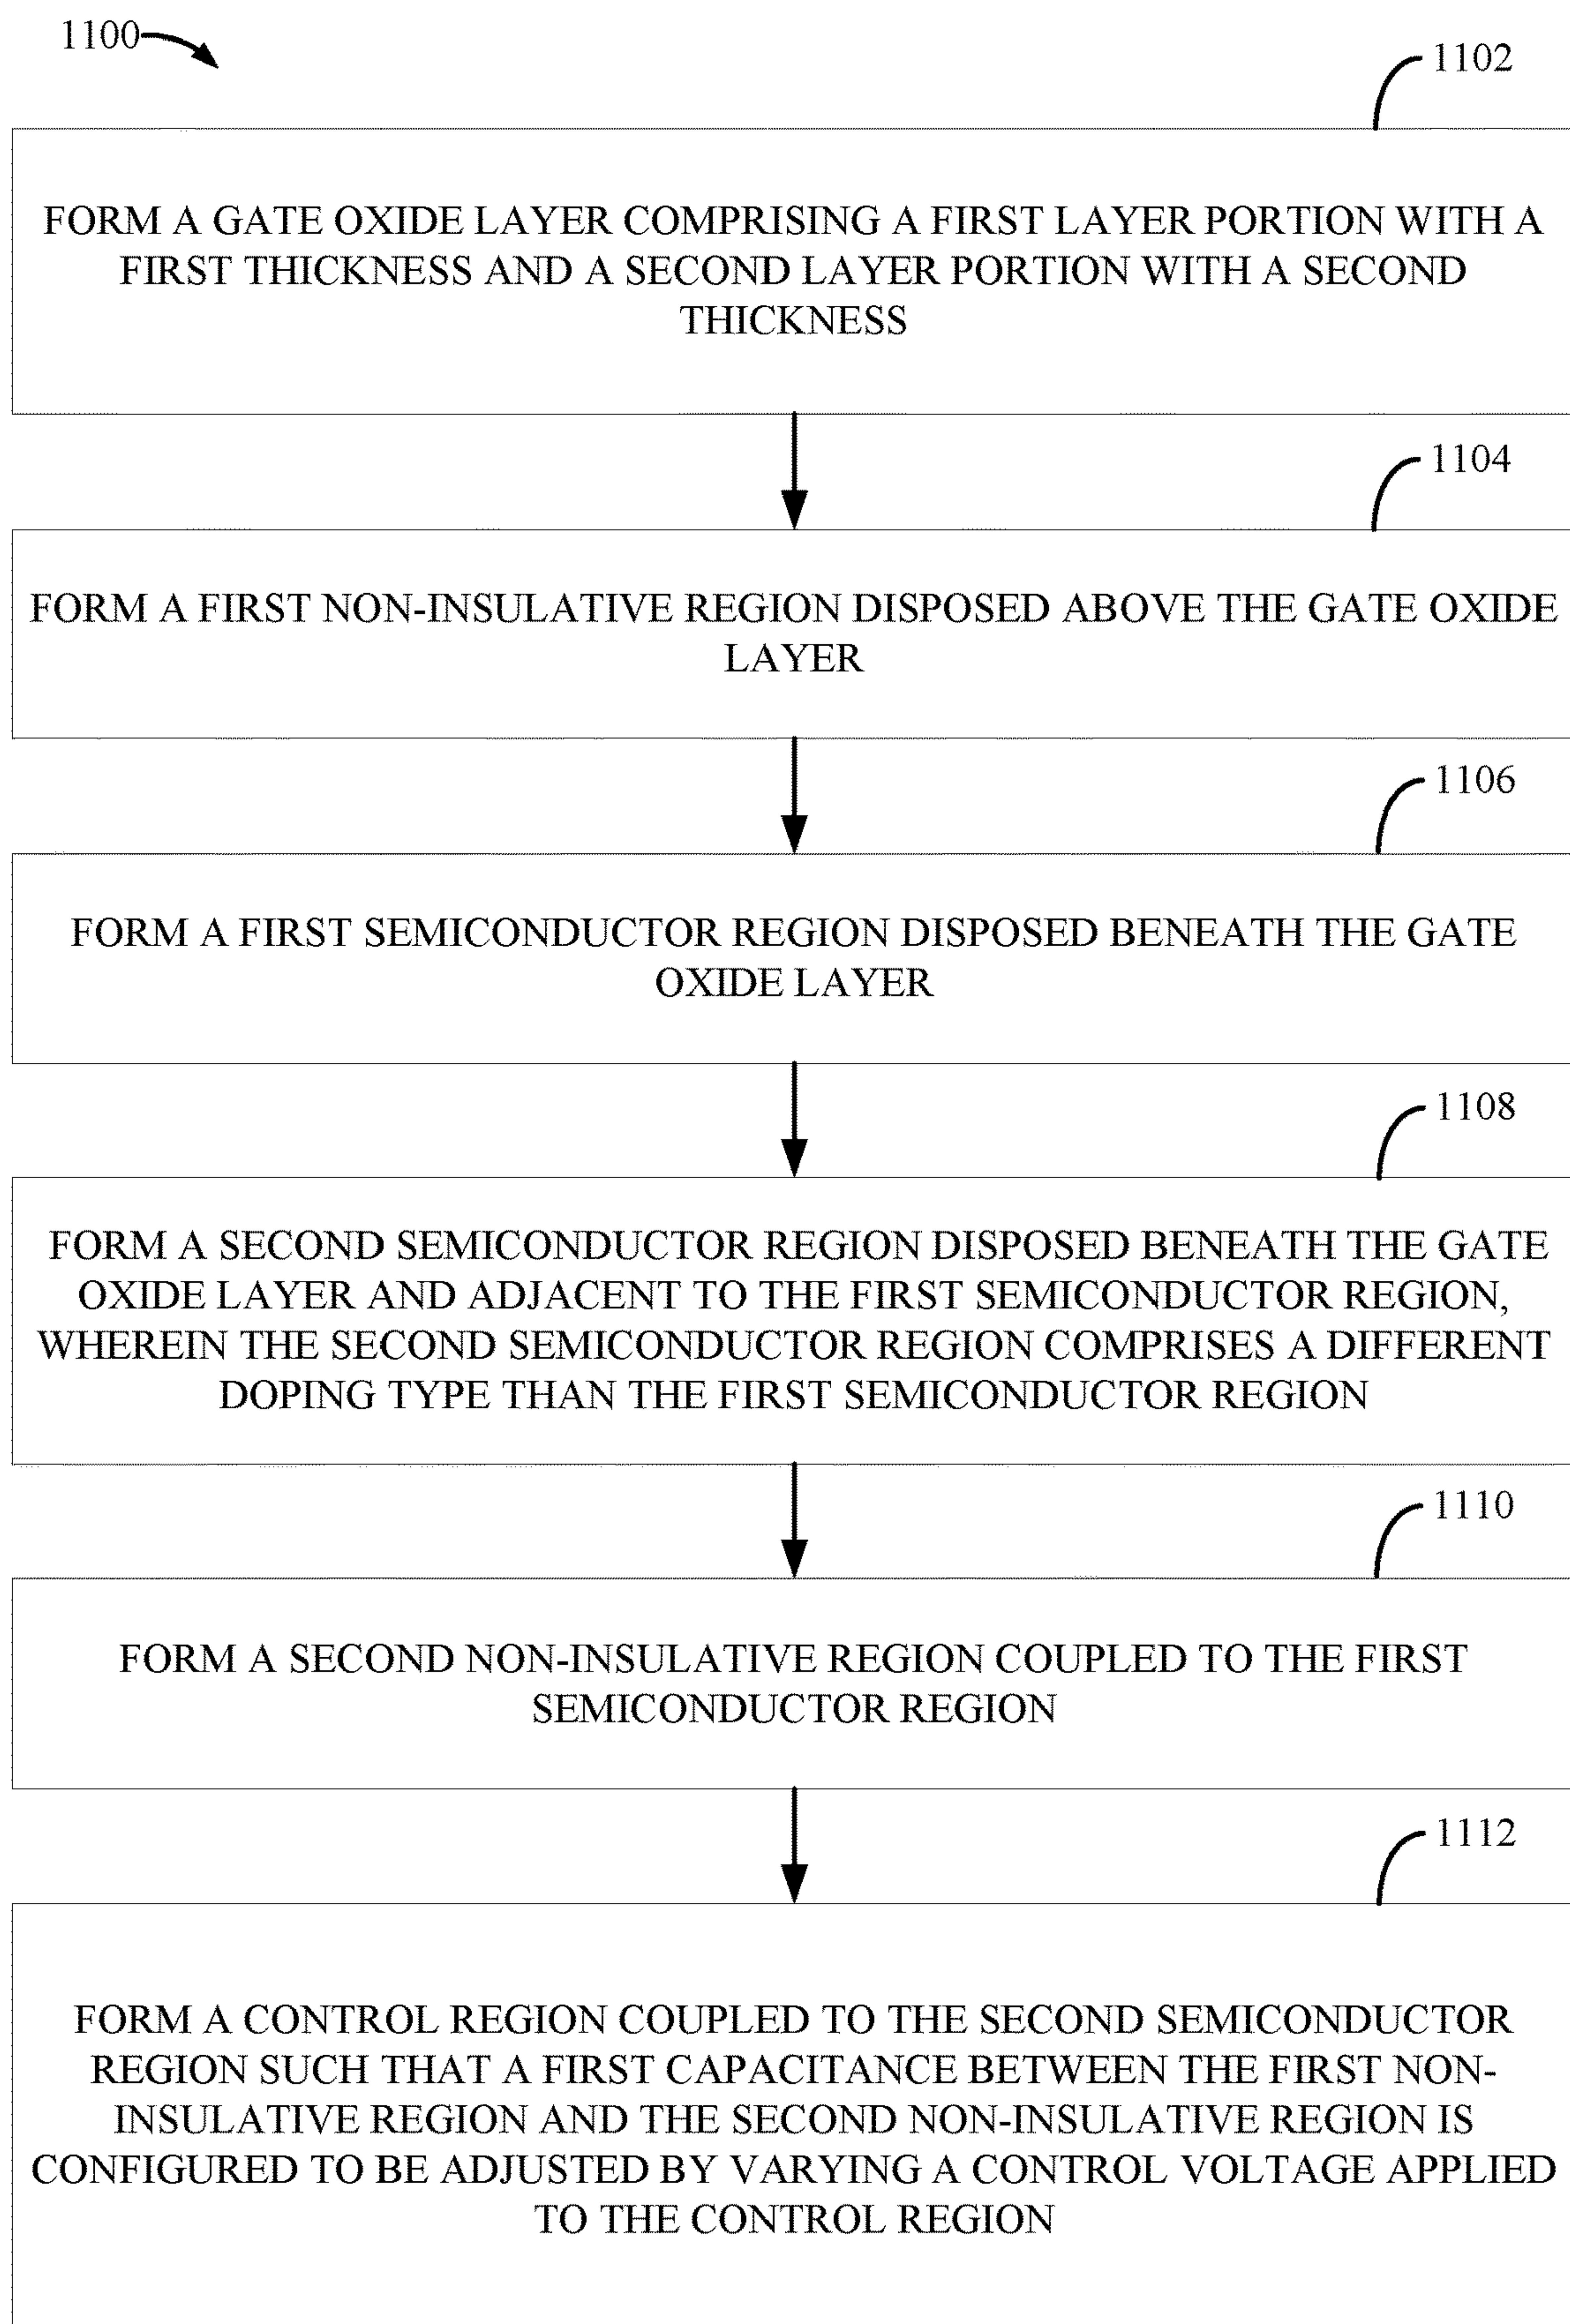 1100
1102
FORM A GATE OXIDE LAYER COMPRISING A FIRST LAYER PORTION WITH A
FIRST THICKNESS AND A SECOND LAYER PORTION WITH A SECOND
THICKNESS
1104
FORM A FIRST NON-INSULATIVE REGION DISPOSED ABOVE THE GATE OXIDE
LAYER
1106
FORM A FIRST SEMICONDUCTOR REGION DISPOSED BENEATH THE GATE
OXIDE LAYER
1108
FORM A SECOND SEMICONDUCTOR REGION DISPOSED BENEATH THE GATE
OXIDE LAYER AND ADJACENT TO THE FIRST SEMICONDUCTOR REGION,
WHEREIN THE SECOND SEMICONDUCTOR REGION COMPRISES A DIFFERENT
DOPING TYPE THAN THE FIRST SEMICONDUCTOR REGION
1110
FORM A SECOND NON-INSULATIVE REGION COUPLED TO THE FIRST
SEMICONDUCTOR REGION
1112
FORM A CONTROL REGION COUPLED TO THE SECOND SEMICONDUCTOR
REGION SUCH THAT A FIRST CAPACITANCE BETWEEN THE FIRST NON-
INSULATIVE REGION AND THE SECOND NON-INSULATIVE REGION IS
CONFIGURED TO BE ADJUSTED BY VARYING A CONTROL VOLTAGE APPLIED
TO THE CONTROL REGION